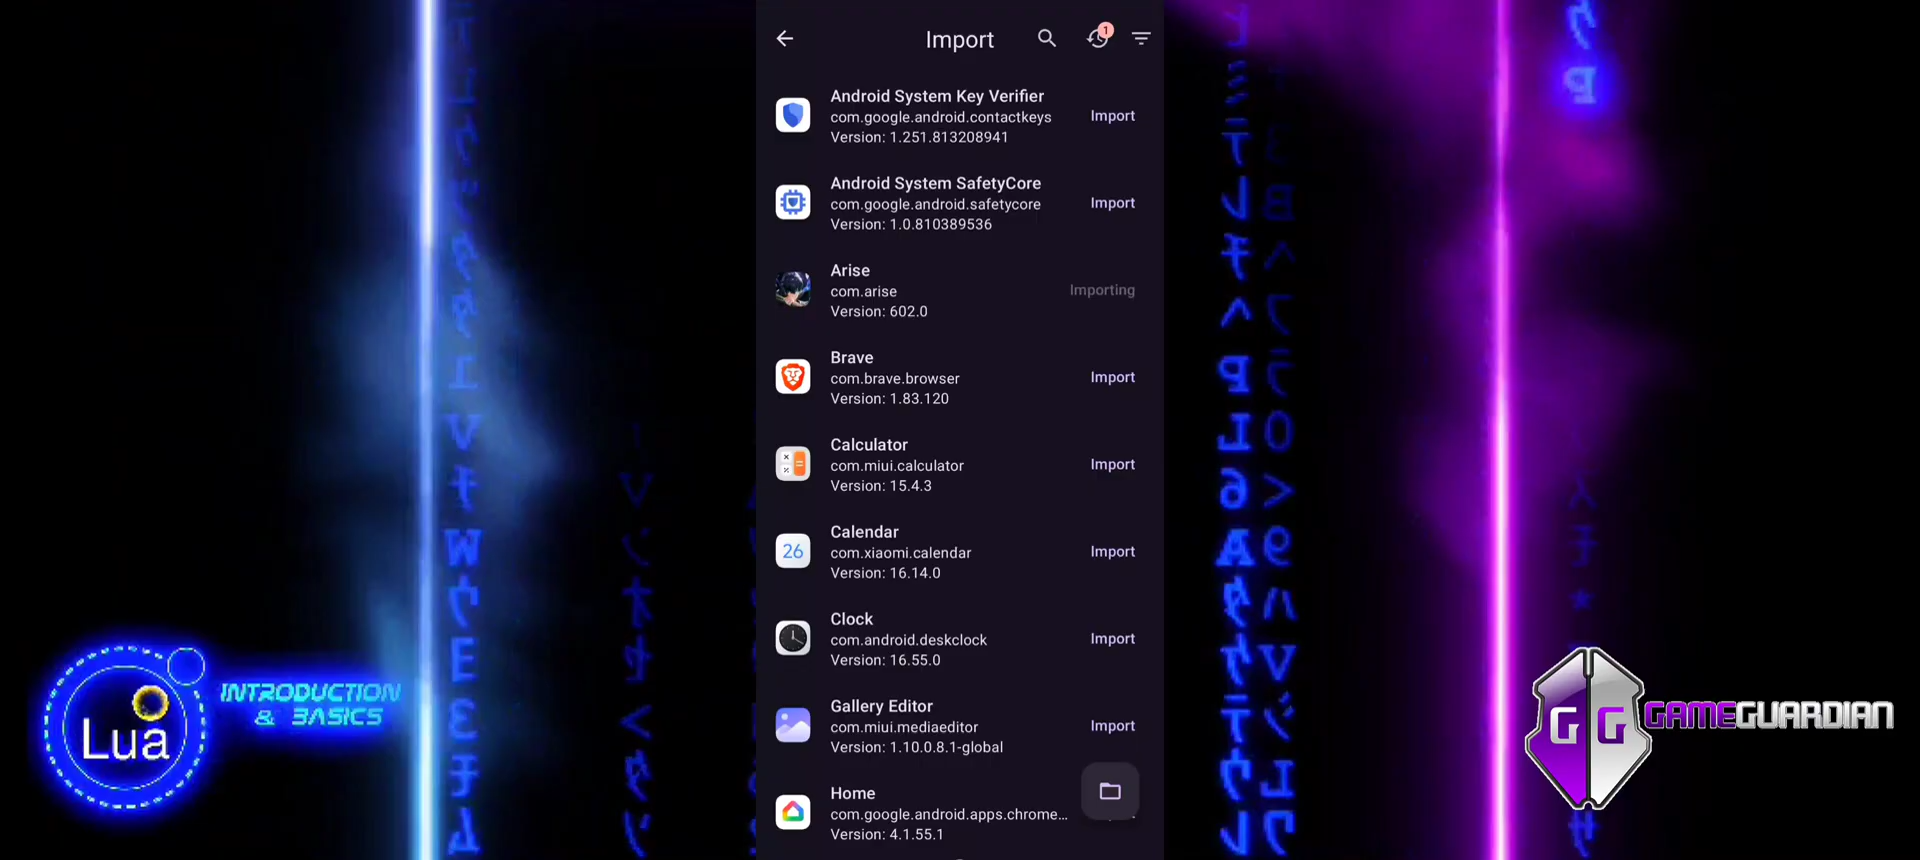 Import
1
Android System Key Verifier
com.google.android.contactkeys
Version: 1.251.813208941
Import
Android System SafetyCore
com.google.android.safetycore
Version: 1.0.810389536
Import
Arise
com.arise
Version: 602.0
Importing
Brave
com.brave.browser
Version: 1.83.120
Import
Calculator
com.miui.calculator
Version: 15.4.3
Import
Calendar
com.xiaomi.calendar
Version: 16.14.0
Import
26
Clock
com.android.deskclock
Version: 16.55.0
Import
Gallery Editor
com.miui.mediaeditor
Version: 1.10.0.8.1-global
Import
Home
com.google.android.apps.chrome...
Version: 4.1.55.1
Lua
INTRODUCTION
& BASICS
GG
GAMEGUARDIAN